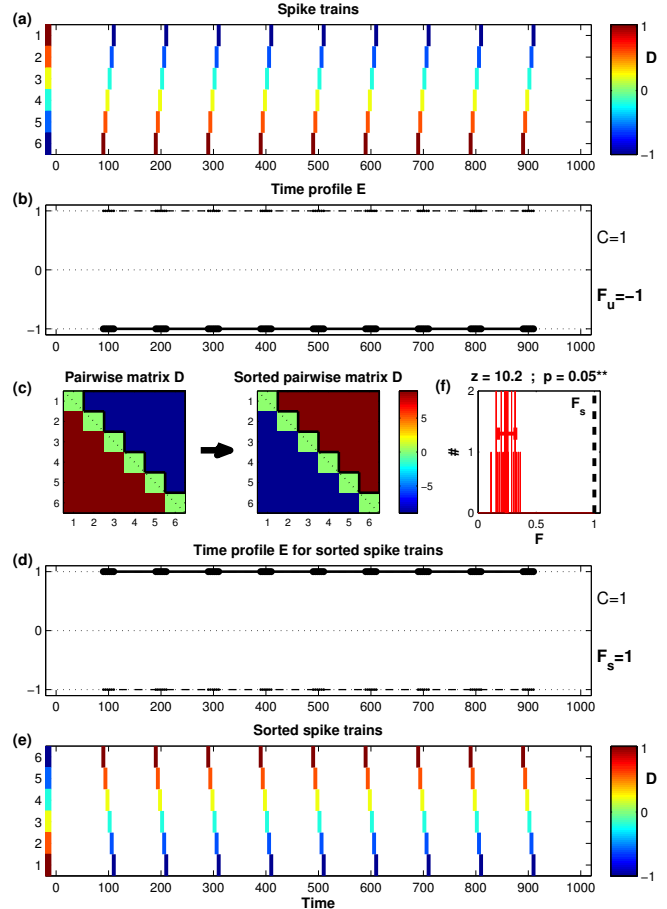 Spike trains
(a)
1
2
3
4
5
6
0 100 200 300 400 500 600 700 800 900 1000
1
D
−1
Time profile E
(b)
1
0
−1
C=1
F_u=−1
0 100 200 300 400 500 600 700 800 900 1000
(c) Pairwise matrix D
1
2
3
4
5
6
1 2 3 4 5 6
Sorted pairwise matrix D
1
2
3
4
5
6
1 2 3 4 5 6
5
0
−5
(f) z = 10.2 ; p = 0.05**
2
1
0
#
F_s
0 0.5 1
F
Time profile E for sorted spike trains
(d)
1
0
−1
C=1
F_s=1
0 100 200 300 400 500 600 700 800 900 1000
Sorted spike trains
(e)
6
5
4
3
2
1
0 100 200 300 400 500 600 700 800 900 1000
Time
1
D
−1